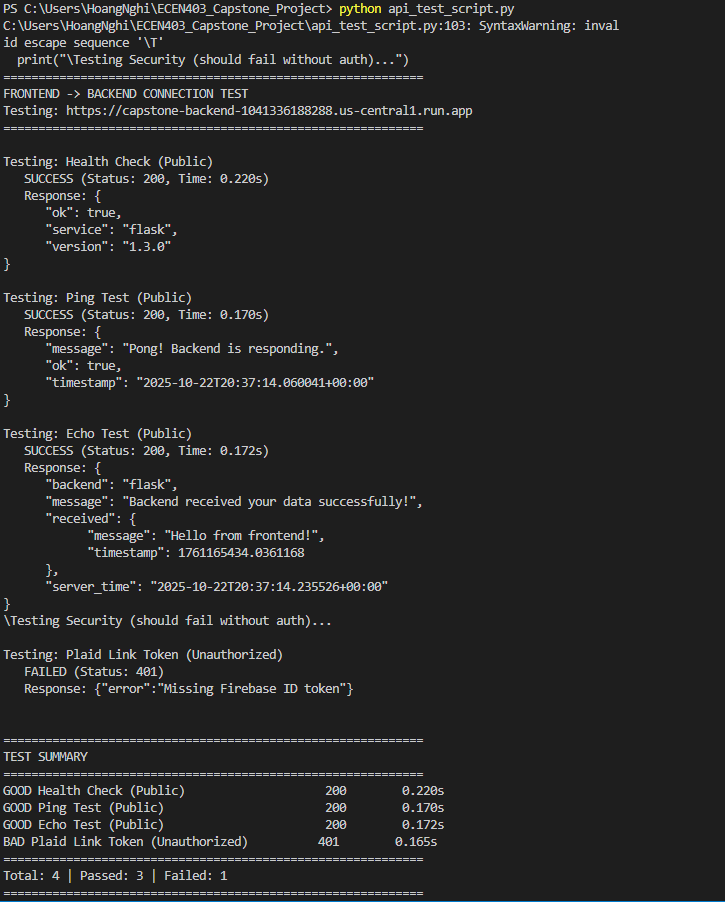 PS C:\Users\HoangNghi\ECEN403_Capstone_Project> python api_test_script.py
C:\Users\HoangNghi\ECEN403_Capstone_Project\api_test_script.py:103: SyntaxWarning: inval
id escape sequence '\T'
  print("\Testing Security (should fail without auth)...")
============================================================
FRONTEND -> BACKEND CONNECTION TEST
Testing: https://capstone-backend-1041336188288.us-central1.run.app
============================================================

Testing: Health Check (Public)
   SUCCESS (Status: 200, Time: 0.220s)
   Response: {
      "ok": true,
      "service": "flask",
      "version": "1.3.0"
}

Testing: Ping Test (Public)
   SUCCESS (Status: 200, Time: 0.170s)
   Response: {
      "message": "Pong! Backend is responding.",
      "ok": true,
      "timestamp": "2025-10-22T20:37:14.060041+00:00"
}

Testing: Echo Test (Public)
   SUCCESS (Status: 200, Time: 0.172s)
   Response: {
      "backend": "flask",
      "message": "Backend received your data successfully!",
      "received": {
            "message": "Hello from frontend!",
            "timestamp": 1761165434.0361168
      },
      "server_time": "2025-10-22T20:37:14.235526+00:00"
}
\Testing Security (should fail without auth)...

Testing: Plaid Link Token (Unauthorized)
   FAILED (Status: 401)
   Response: {"error":"Missing Firebase ID token"}

============================================================
TEST SUMMARY
============================================================
GOOD Health Check (Public)                    200        0.220s
GOOD Ping Test (Public)                       200        0.170s
GOOD Echo Test (Public)                       200        0.172s
BAD Plaid Link Token (Unauthorized)          401        0.165s
============================================================
Total: 4 | Passed: 3 | Failed: 1
============================================================